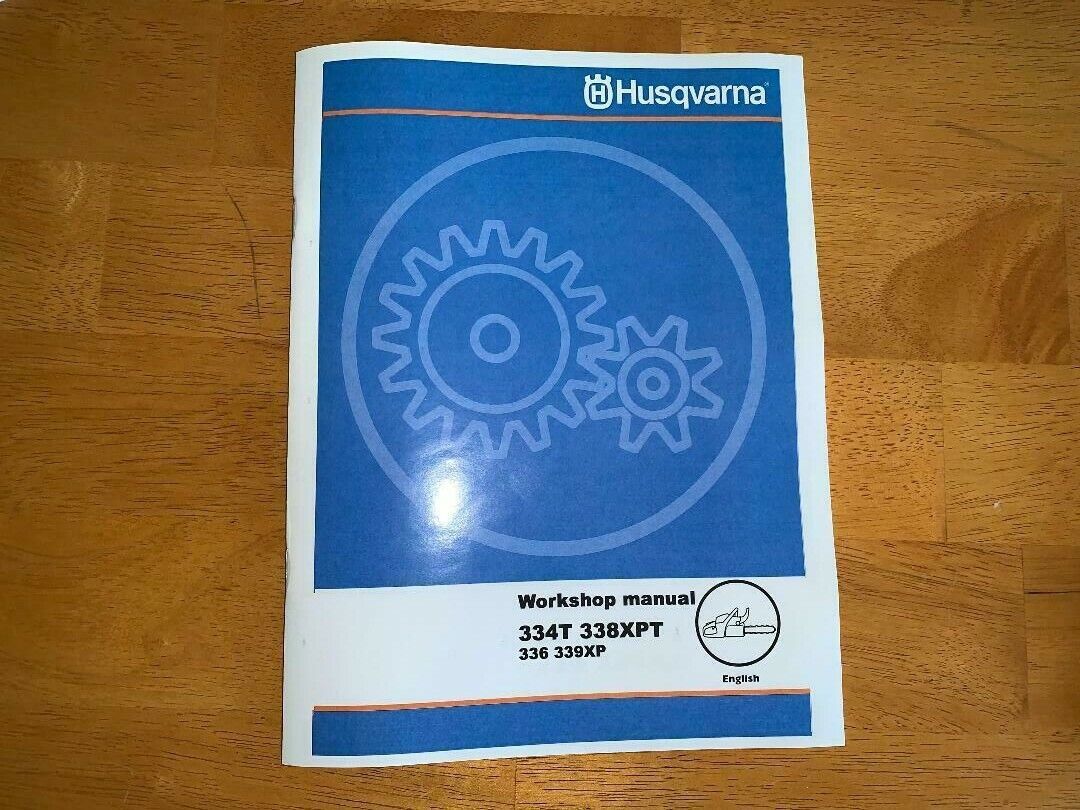 Husqvarna
Workshop manual
334T 338XPT
336 339XP
English